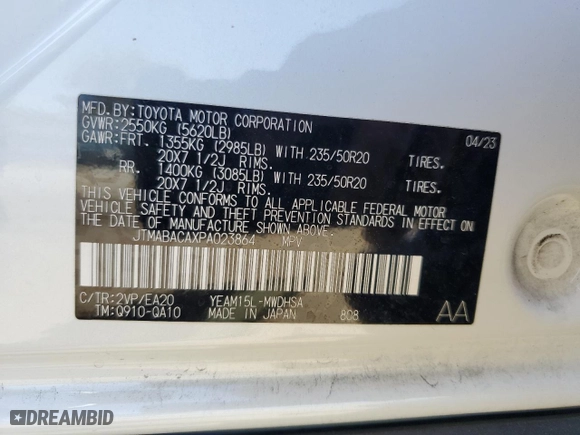 MFD.BY:TOYOTA MOTOR CORPORATION 04/23
GVWR:2550KG (5620LB)
GAWR:FRT. 1355KG (2985LB) WITH 235/50R20 TIRES.
20X7 1/2J RIMS.
RR. 1400KG (3085LB) WITH 235/50R20 TIRES.
20X7 1/2J RIMS.
THIS VEHICLE CONFORMS TO ALL APPLICABLE FEDERAL MOTOR
VEHICLE SAFETY AND THEFT PREVENTION STANDARDS IN EFFECT
ON THE DATE OF MANUFACTURE SHOWN ABOVE.
JTMABACAXPA023864 MPV
C/TR:2VP/EA20 YEAM15L-MWDHSA AA
TM:Q910-QA10 MADE IN JAPAN 808
DREAMBID